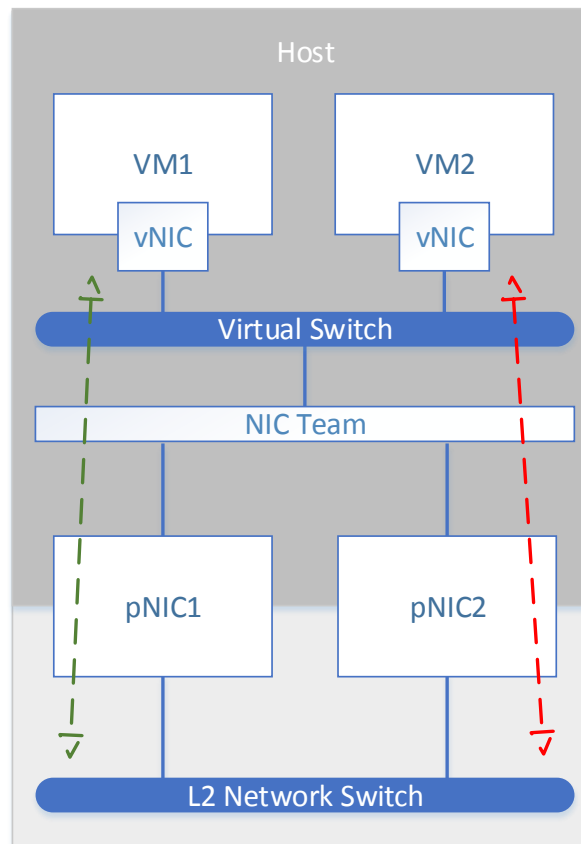 Host
VM1
VM2
vNIC
vNIC
Virtual Switch
NIC Team
pNIC1
pNIC2
L2 Network Switch